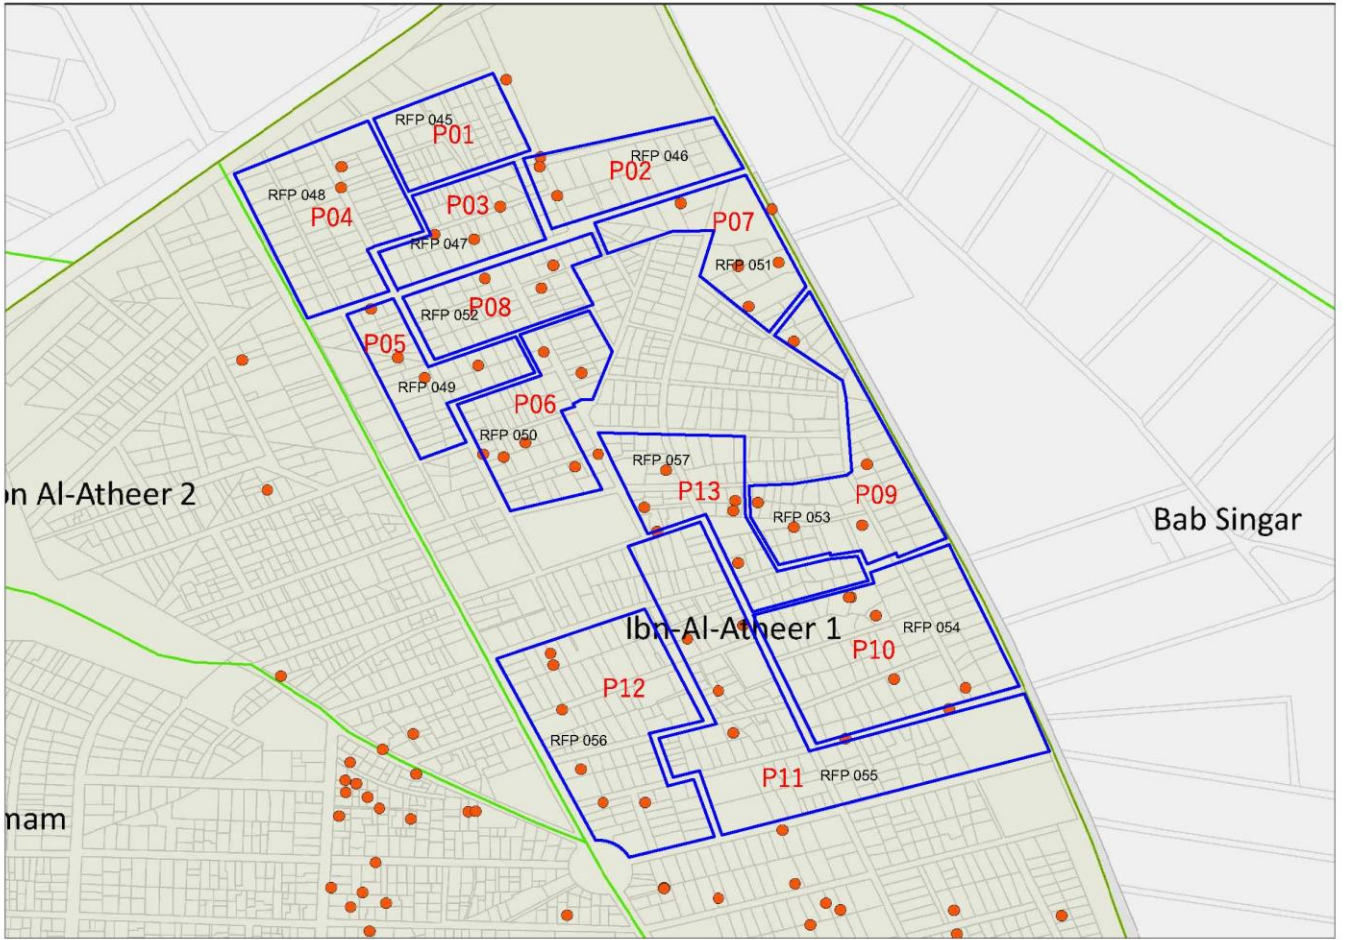 RFP 045
P01
RFP 046
P02
RFP 048
P04
P03
RFP 047
P07
RFP 051
P08
RFP 052
P05
RFP 049
P06
RFP 050
RFP 057
P13
P09
RFP 053
on Al-Atheer 2
Bab Singar
Ibn-Al-Atheer 1
RFP 054
P10
P12
RFP 056
P11
RFP 055
mam